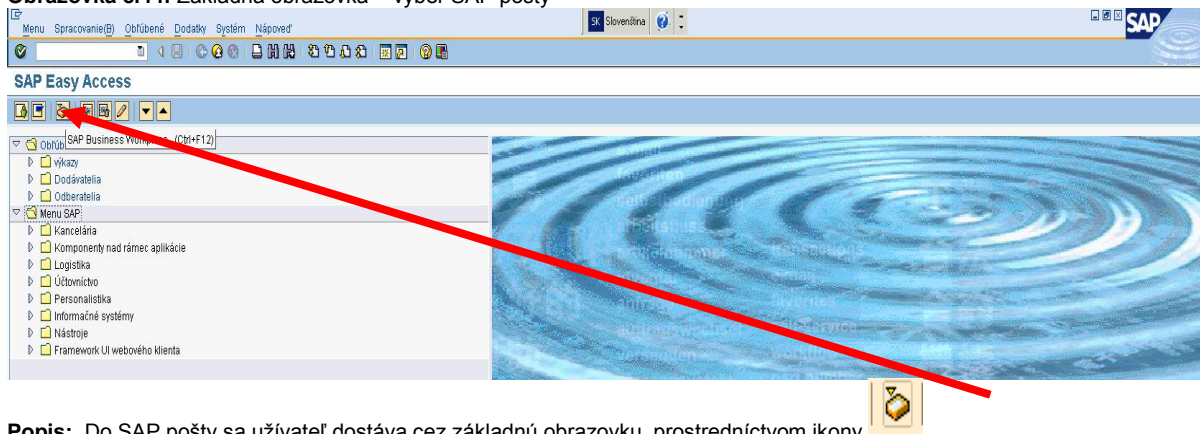 Obrazovka č.14: Základná obrazovka – výber SAP pošty
Menu Spracovanie(B) Obľúbené Dodatky Systém Nápoveď
SK Slovenština
SAP
SAP Easy Access
SAP Business Workplace (Ctrl+F12)
výkazy
Dodávatelia
Odberatelia
Menu SAP
Kancelária
Komponenty nad rámec aplikácie
Logistika
Účtovníctvo
Personalistika
Informačné systémy
Nástroje
Framework UI webového klienta
Popis: Do SAP pošty sa užívateľ dostáva cez základnú obrazovku, prostredníctvom ikony